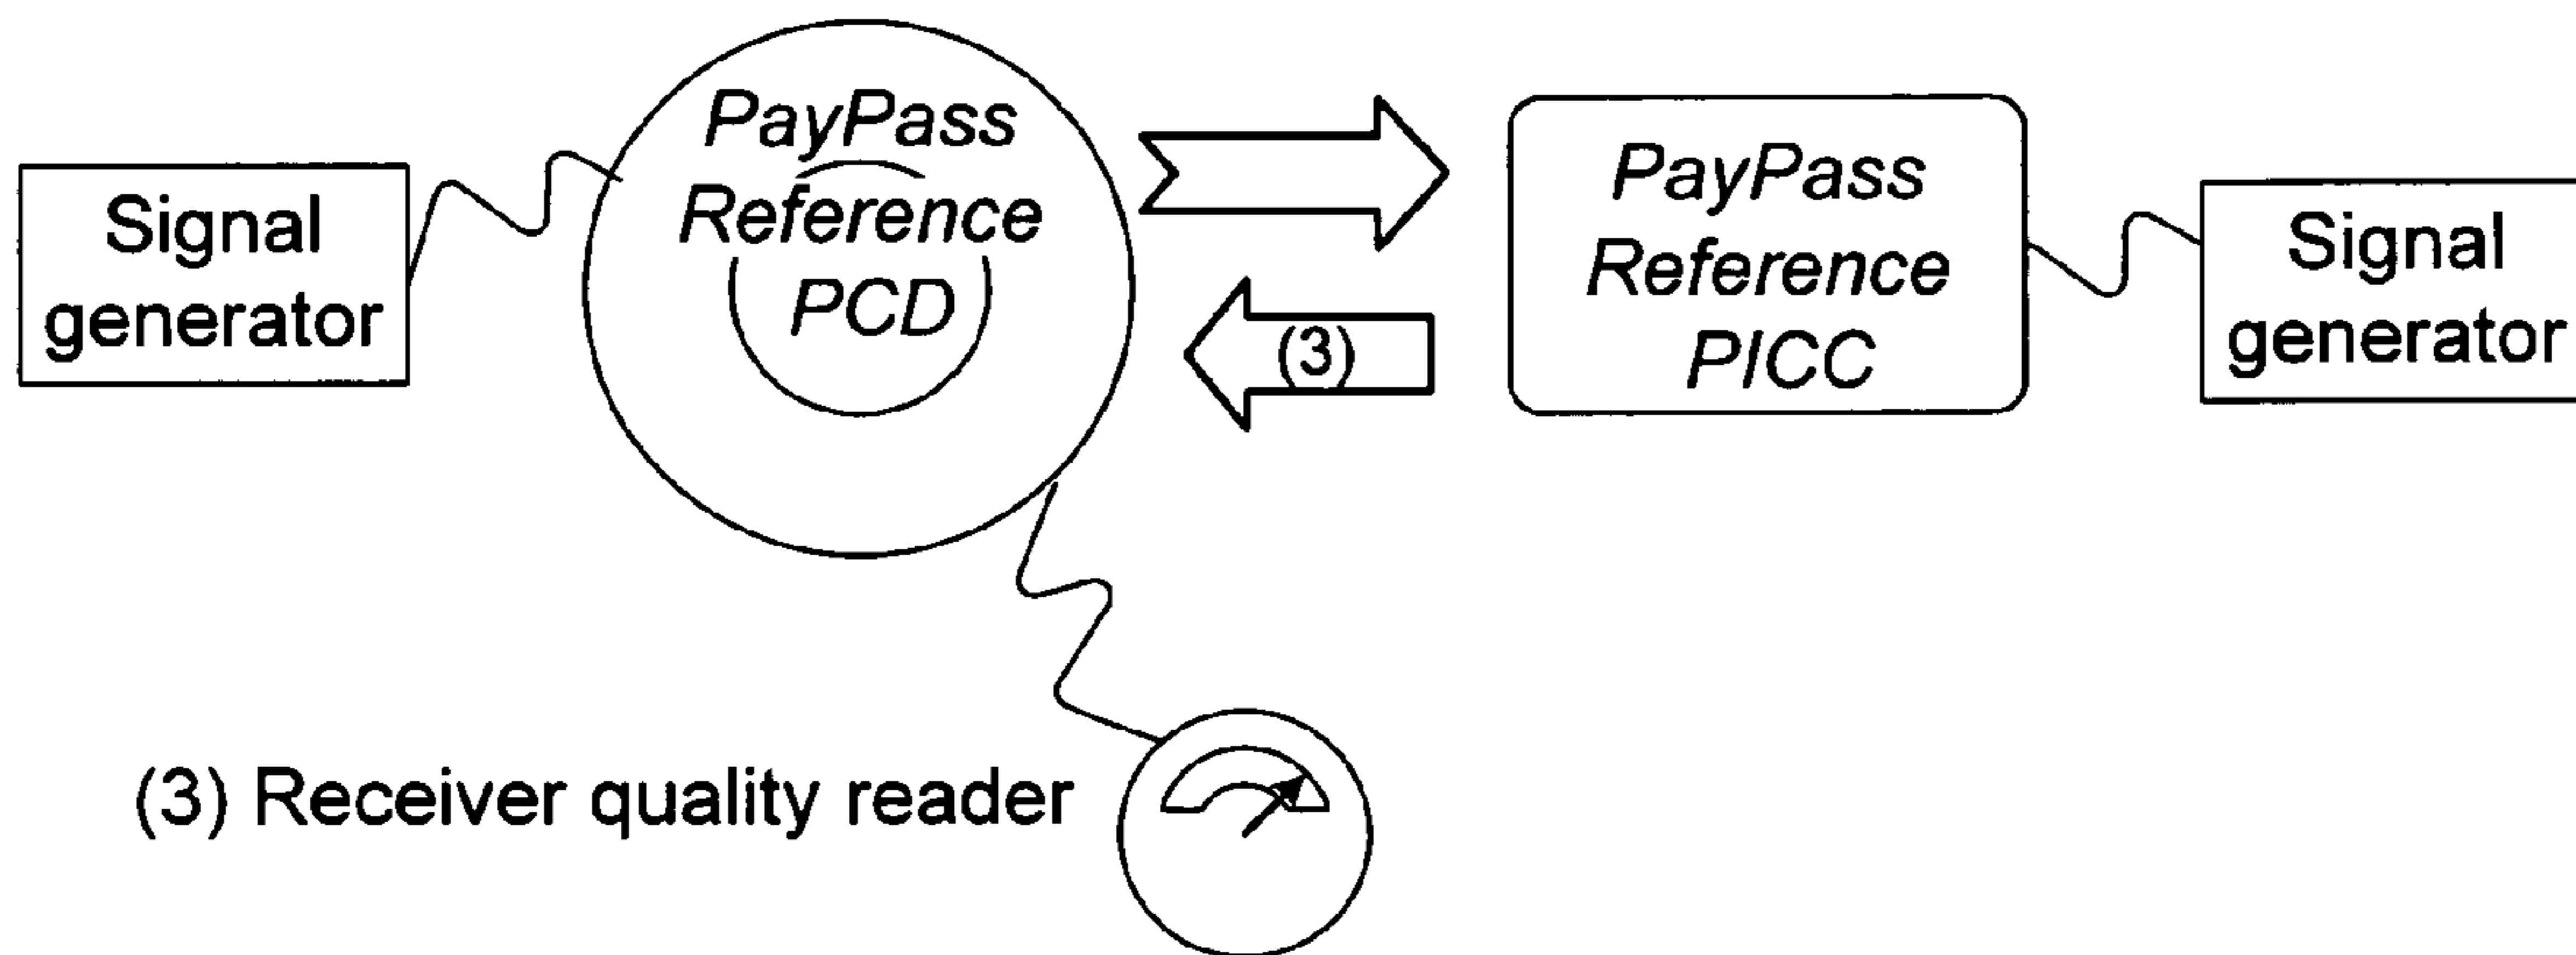 Signal
generator
PayPass
Reference
PCD
(3)
PayPass
Reference
PICC
Signal
generator
(3) Receiver quality reader